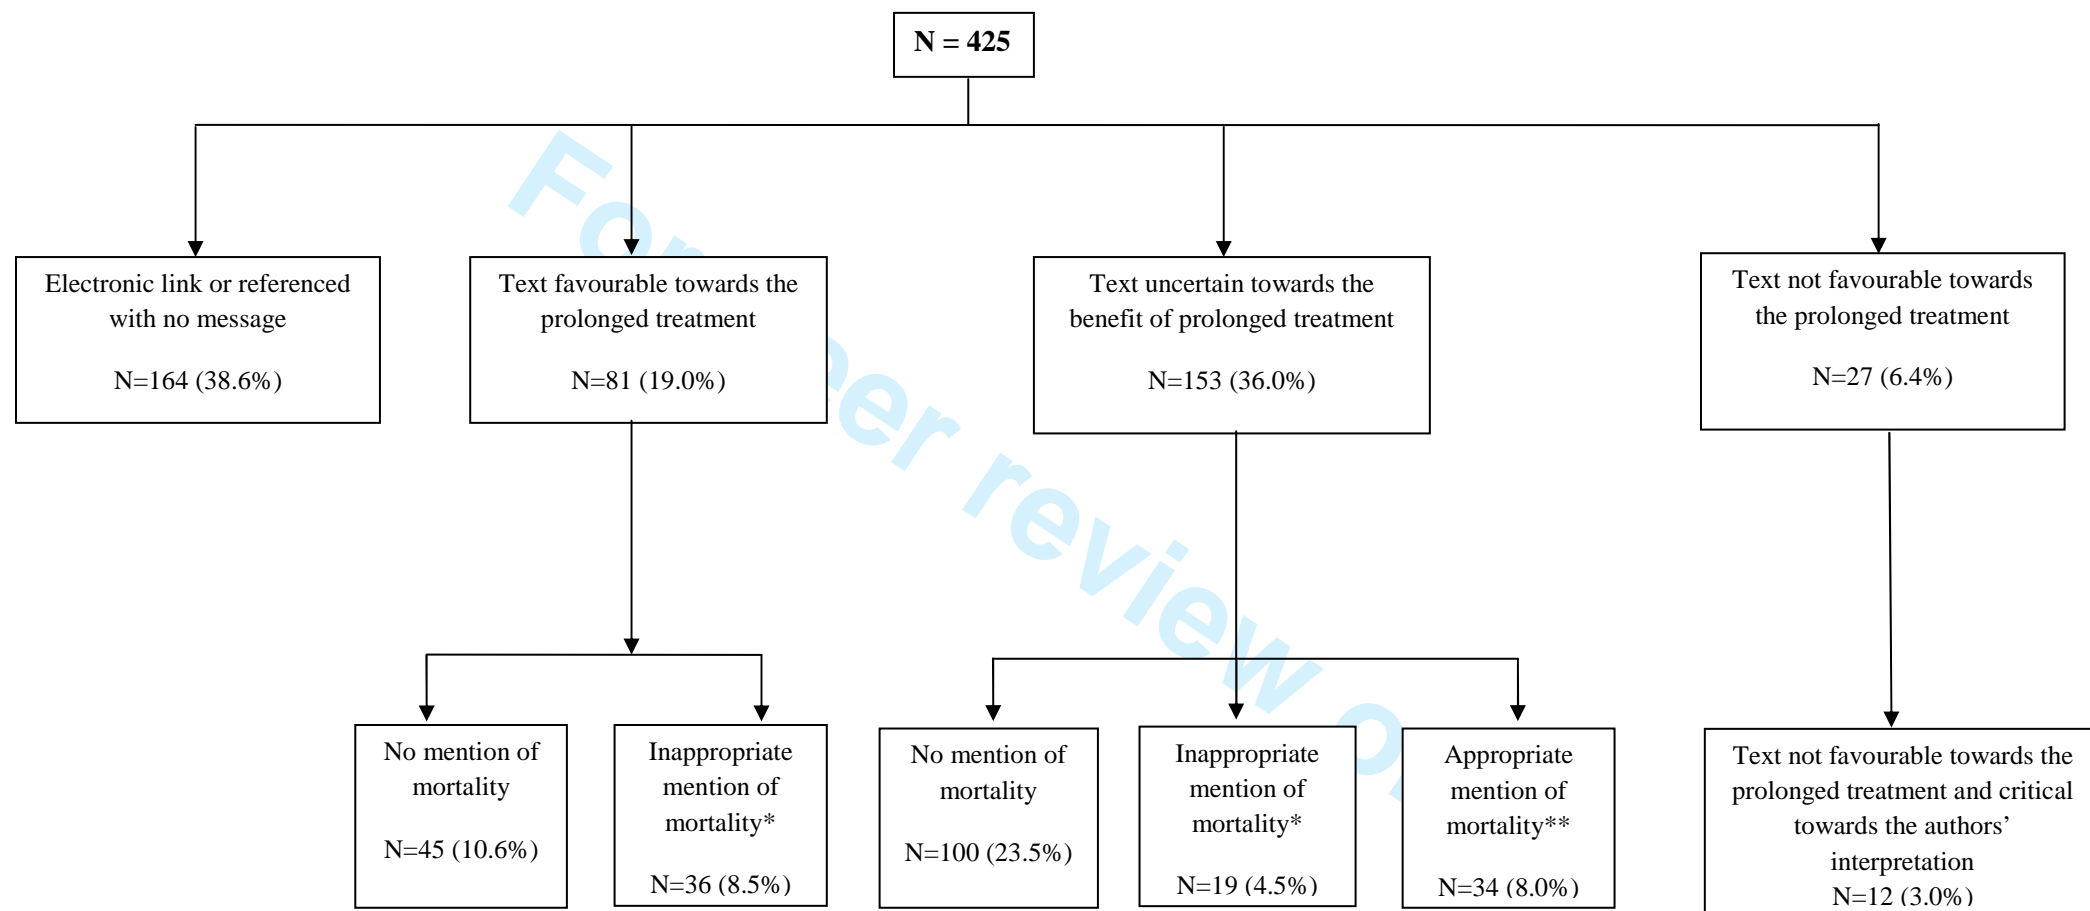 N = 425
Electronic link or referenced
with no message
N=164 (38.6%)
Text favourable towards the
prolonged treatment
N=81 (19.0%)
Text uncertain towards the
benefit of prolonged treatment
N=153 (36.0%)
Text not favourable towards
the prolonged treatment
N=27 (6.4%)
No mention of
mortality
N=45 (10.6%)
Inappropriate
mention of
mortality*
N=36 (8.5%)
No mention of
mortality
N=100 (23.5%)
Inappropriate
mention of
mortality*
N=19 (4.5%)
Appropriate
mention of
mortality**
N=34 (8.0%)
Text not favourable towards the
prolonged treatment and critical
towards the authors’
interpretation
N=12 (3.0%)
For peer review on